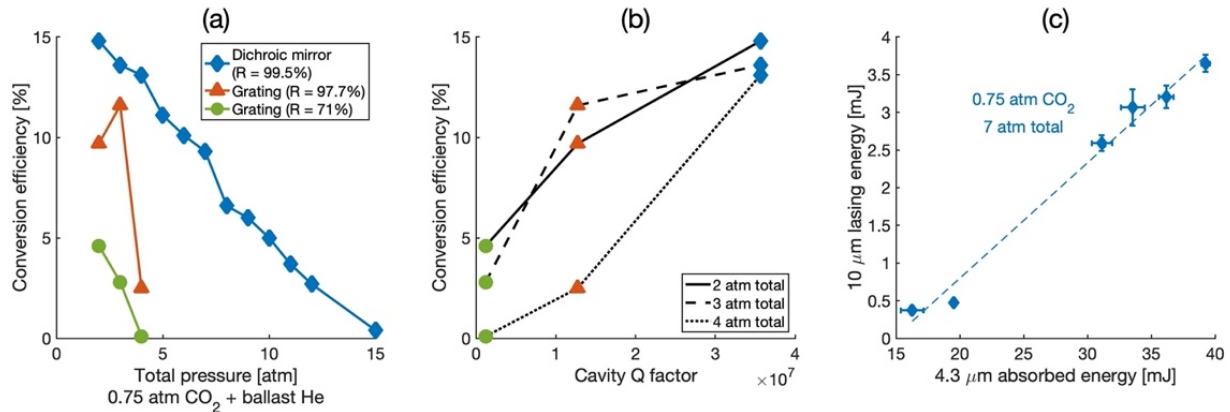 (a)
15
10
5
0
Conversion efficiency [%]
Dichroic mirror
(R = 99.5%)
Grating (R = 97.7%)
Grating (R = 71%)
0
5
10
15
Total pressure [atm]
0.75 atm CO₂ + ballast He
(b)
15
10
5
0
Conversion efficiency [%]
2 atm total
3 atm total
4 atm total
0
1
2
3
4
× 10⁷
Cavity Q factor
(c)
4
3.5
3
2.5
2
1.5
1
0.5
0
10 μm lasing energy [mJ]
0.75 atm CO₂
7 atm total
15
20
25
30
35
40
4.3 μm absorbed energy [mJ]